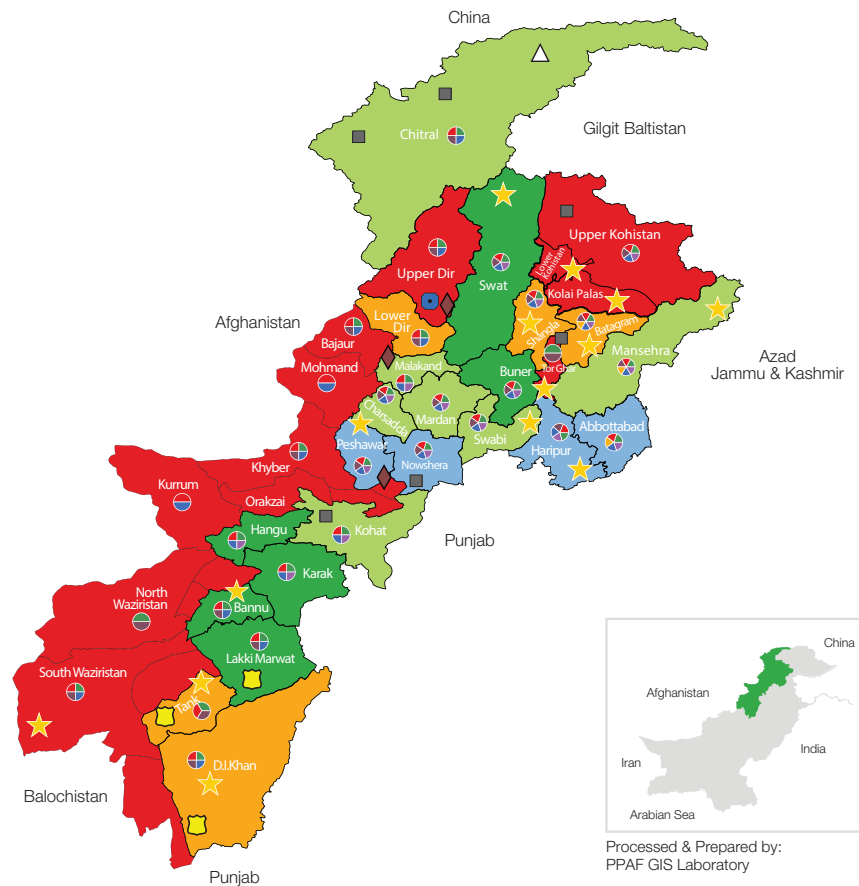 China
Chitral
Gilgit Baltistan
Upper Kohistan
Upper Dir
Lower
Kohistan
Swat
Kolai Palas
Afghanistan
Lower
Dir
Shangla
Batagram
Bajaur
Mansehra
Azad
Jammu & Kashmir
Mohmand
Malakand
Buner
Tor Ghar
Charsadda
Mardan
Swabi
Abbottabad
Peshawar
Haripur
Nowshera
Khyber
Kurrum
Orakzai
Hangu
Kohat
Punjab
Karak
North
Waziristan
Bannu
Lakki Marwat
South Waziristan
Tank
D.I.Khan
Balochistan
Punjab
China
Afghanistan
India
Iran
Arabian Sea
Processed & Prepared by:
PPAF GIS Laboratory